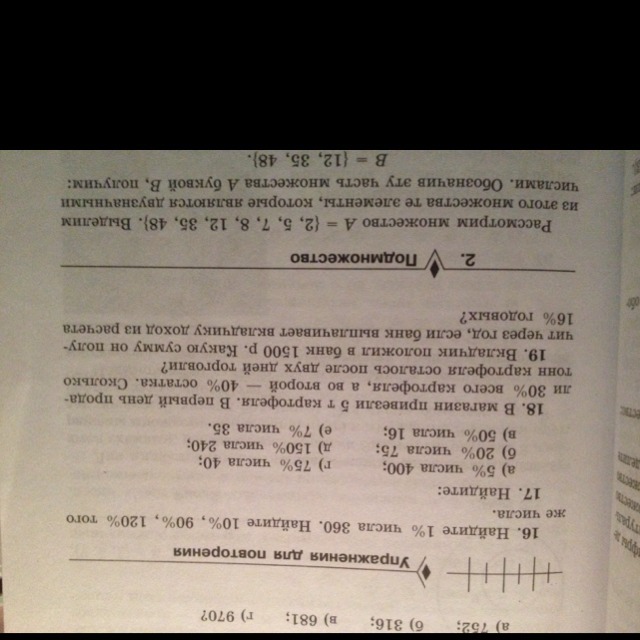 а) 752; б) 316; в) 681; г) 970?
Упражнения для повторения
16. Найдите 1% числа 360. Найдите 10%, 90%, 120% того
же числа.
17. Найдите:
а) 5% числа 400; г) 75% числа 40;
б) 20% числа 75; д) 150% числа 240;
в) 50% числа 16; е) 7% числа 35.
18. В магазин привезли 5 т картофеля. В первый день прода-
ли 30% всего картофеля, а во второй — 40% остатка. Сколько
тонн картофеля осталось после двух дней торговли?
19. Вкладчик положил в банк 1500 р. Какую сумму он полу-
чит через год, если банк выплачивает вкладчику доход из расчета
16% годовых?
2. Подмножество
Рассмотрим множество A = {2, 5, 7, 8, 12, 35, 48}. Выделим
из этого множества те элементы, которые являются двузначными
числами. Обозначив эту часть множества A буквой B, получим:
B = {12, 35, 48}.